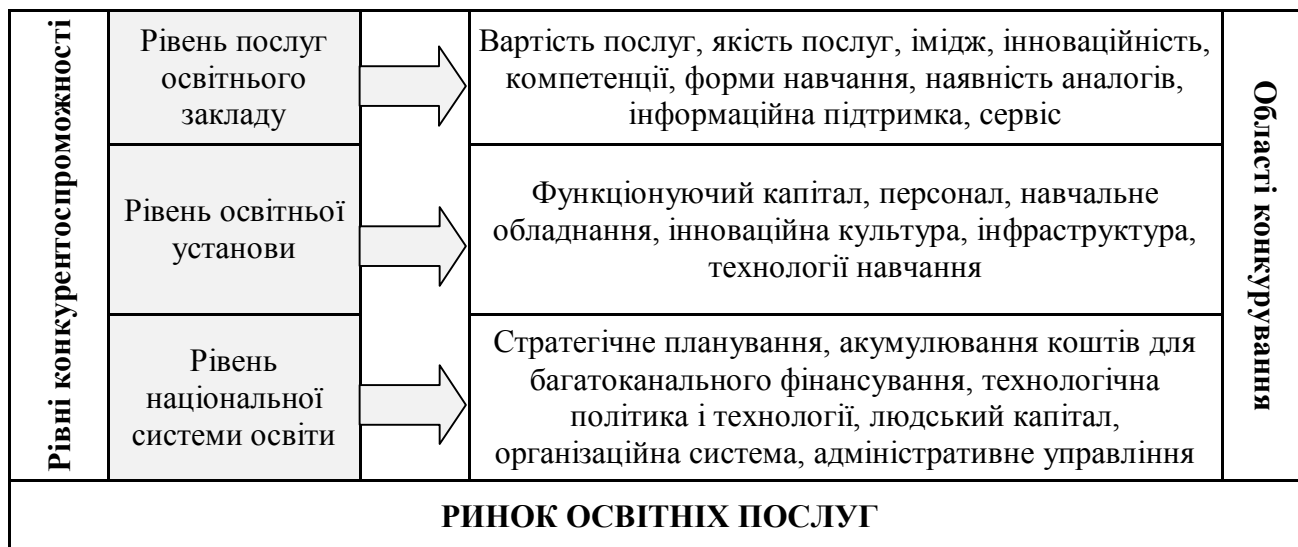 Рівні конкурентоспроможності
Рівень послуг
освітнього
закладу
Вартість послуг, якість послуг, імідж, інноваційність,
компетенції, форми навчання, наявність аналогів,
інформаційна підтримка, сервіс
Рівень освітньої
установи
Функціонуючий капітал, персонал, навчальне
обладнання, інноваційна культура, інфраструктура,
технології навчання
Рівень
національної
системи освіти
Стратегічне планування, акумулювання коштів для
багатоканального фінансування, технологічна
політика і технології, людський капітал,
організаційна система, адміністративне управління
Області конкурування
РИНОК ОСВІТНІХ ПОСЛУГ